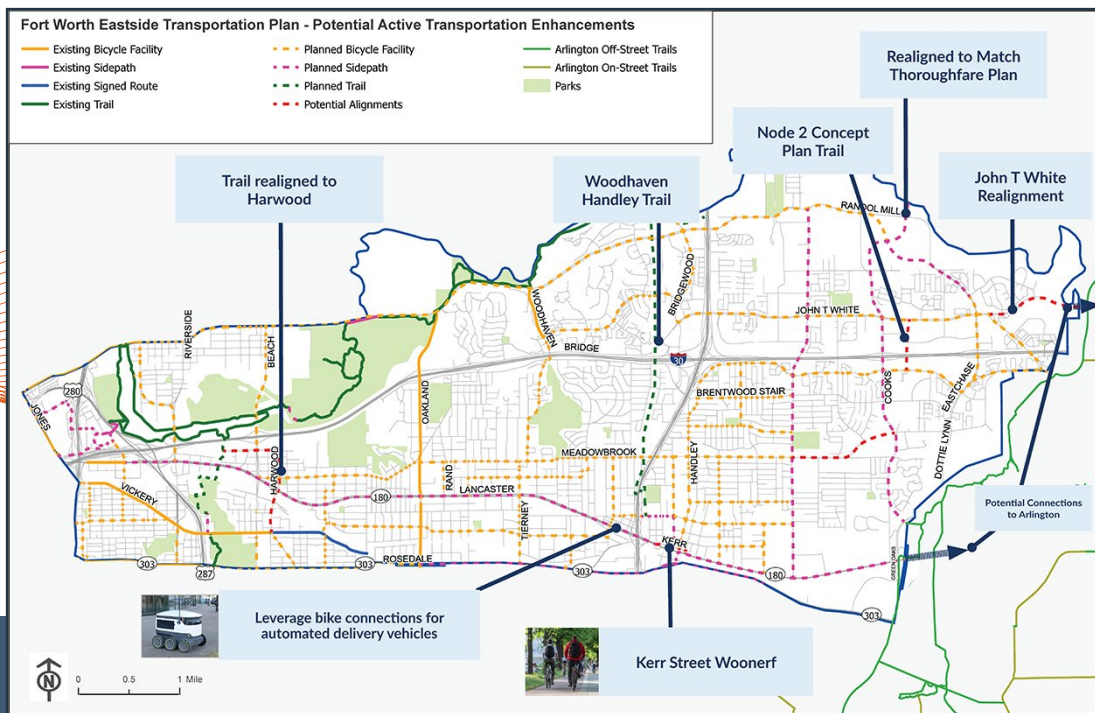 Fort Worth Eastside Transportation Plan - Potential Active Transportation Enhancements
Existing Bicycle Facility
Existing Sidepath
Existing Signed Route
Existing Trail
Planned Bicycle Facility
Planned Sidepath
Planned Trail
Potential Alignments
Arlington Off-Street Trails
Arlington On-Street Trails
Parks
Realigned to Match
Thoroughfare Plan
Node 2 Concept
Plan Trail
John T White
Realignment
Trail realigned to
Harwood
Woodhaven
Handley Trail
RANDOL MILL
BRIDGEWOOD
WOODHAVEN
JOHN T WHITE
RIVERSIDE
BEACH
BRIDGE
30
280
JONES
OAKLAND
BRENTWOOD STAIR
COOKS
EASTCHASE
DOTTIE LYNN
HARWOOD
RAND
MEADOWBROOK
HANDLEY
LANCASTER
180
VICKERY
TIERNEY
KERR
ROSEDALE
303
287
303
303
180
303
GREEN OAKS
Potential Connections
to Arlington
Leverage bike connections for
automated delivery vehicles
Kerr Street Woonerf
N
0 0.5 1 Mile